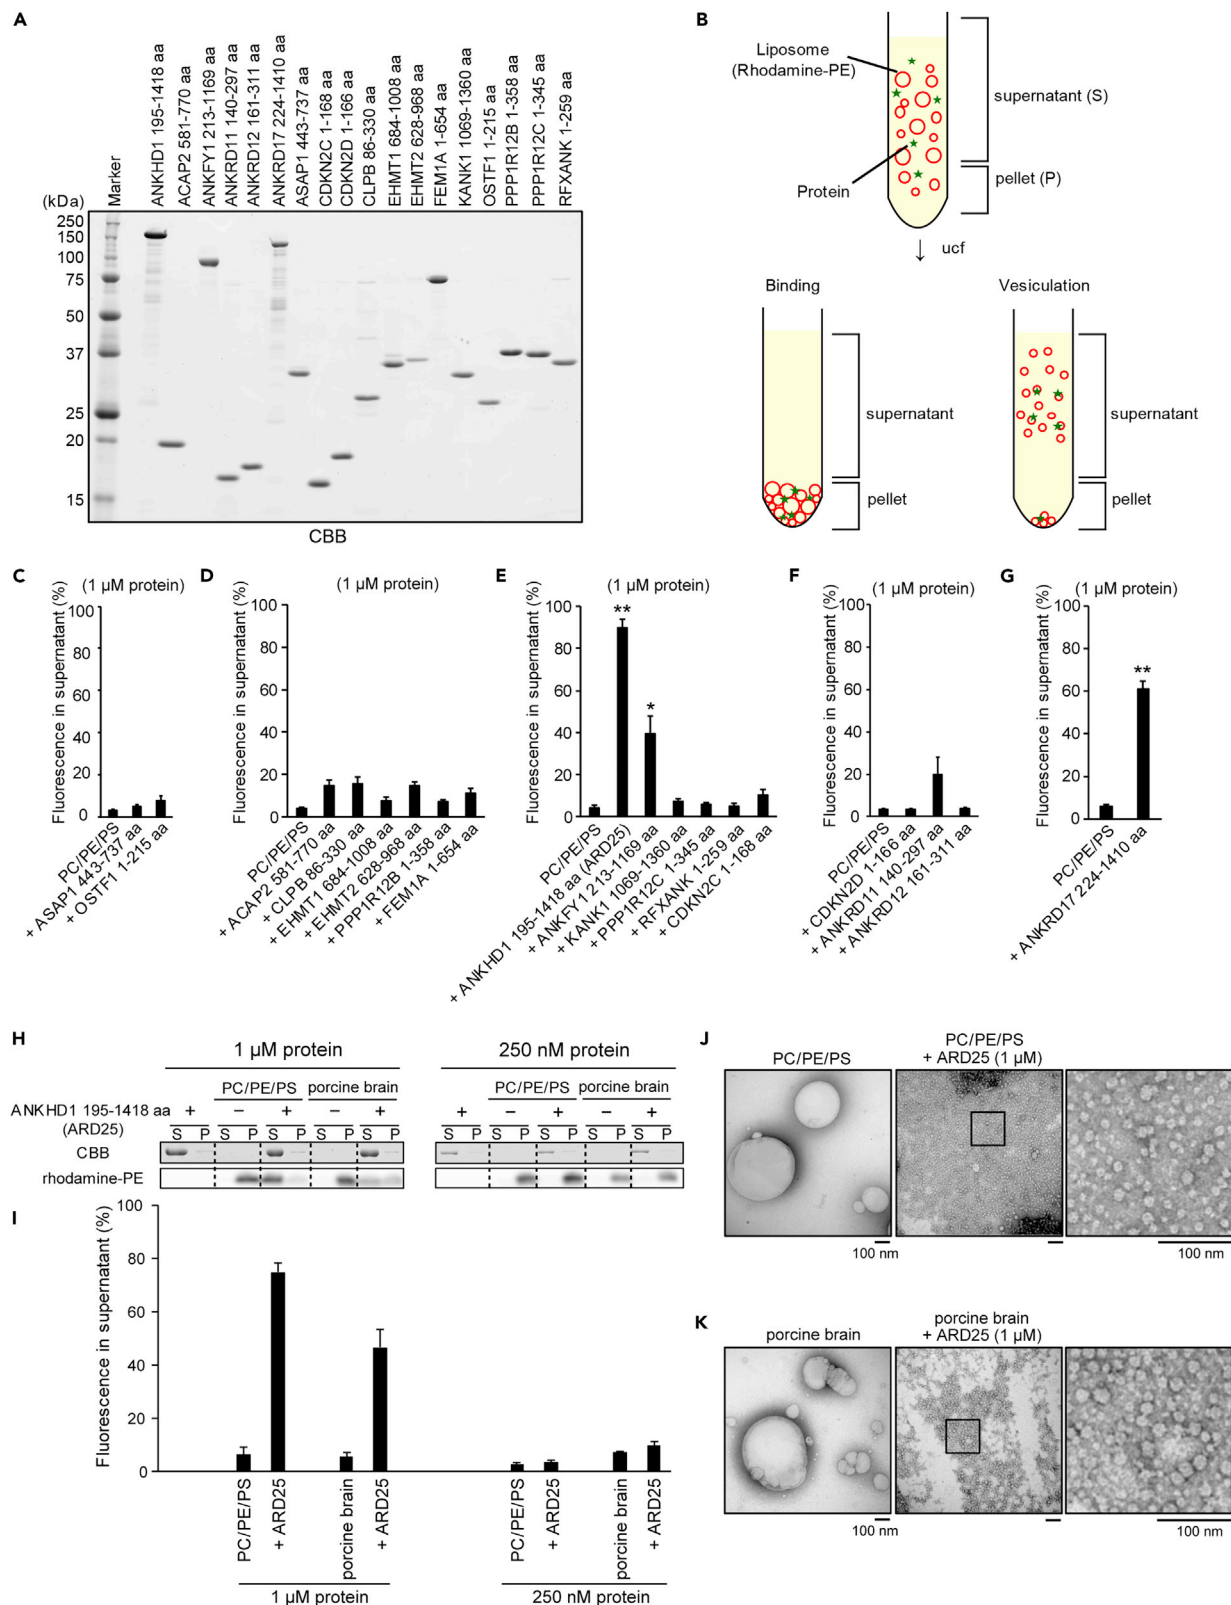 A
Marker
ANKHD1 195-1418 aa
ACAP2 581-770 aa
ANKFY1 213-1169 aa
ANKRD11 140-297 aa
ANKRD12 161-311 aa
ANKRD17 224-1410 aa
ASAP1 443-737 aa
CDKN2C 1-168 aa
CDKN2D 1-166 aa
CLPB 86-330 aa
EHMT1 684-1008 aa
EHMT2 628-968 aa
FEM1A 1-654 aa
KANK1 1069-1360 aa
OSTF1 1-215 aa
PPP1R12B 1-358 aa
PPP1R12C 1-345 aa
RFXANK 1-259 aa
(kDa)
250
150
100
75
50
37
25
20
15
CBB
B
Liposome
(Rhodamine-PE)
Protein
supernatant (S)
pellet (P)
↓ ucf
Binding
supernatant
pellet
Vesiculation
supernatant
pellet
C
(1 µM protein)
Fluorescence in supernatant (%)
100
80
60
40
20
0
PC/PE/PS
+ ASAP1 443-737 aa
+ OSTF1 1-215 aa
D
(1 µM protein)
Fluorescence in supernatant (%)
100
80
60
40
20
0
PC/PE/PS
+ ACAP2 581-770 aa
+ CLPB 86-330 aa
+ EHMT1 684-1008 aa
+ EHMT2 628-968 aa
+ PPP1R12B 1-358 aa
+ FEM1A 1-654 aa
E
(1 µM protein)
Fluorescence in supernatant (%)
100
80
60
40
20
0
**
*
PC/PE/PS
+ ANKHD1 195-1418 aa (ARD25)
+ ANKFY1 213-1169 aa
+ KANK1 1069-1360 aa
+ PPP1R12C 1-345 aa
+ RFXANK 1-259 aa
+ CDKN2C 1-168 aa
F
(1 µM protein)
Fluorescence in supernatant (%)
100
80
60
40
20
0
PC/PE/PS
+ CDKN2D 1-166 aa
+ ANKRD11 140-297 aa
+ ANKRD12 161-311 aa
G
(1 µM protein)
Fluorescence in supernatant (%)
100
80
60
40
20
0
**
PC/PE/PS
+ ANKRD17 224-1410 aa
H
1 µM protein
250 nM protein
PC/PE/PS porcine brain
PC/PE/PS porcine brain
ANKHD1 195-1418 aa + − + − +
+ − + − +
(ARD25)
S P S P S P S P S P
S P S P S P S P S P
CBB
rhodamine-PE
I
Fluorescence in supernatant (%)
100
80
60
40
20
0
PC/PE/PS
+ ARD25
porcine brain
+ ARD25
PC/PE/PS
+ ARD25
porcine brain
+ ARD25
1 µM protein
250 nM protein
J
PC/PE/PS
PC/PE/PS
+ ARD25 (1 µM)
100 nm
100 nm
K
porcine brain
porcine brain
+ ARD25 (1 µM)
100 nm
100 nm